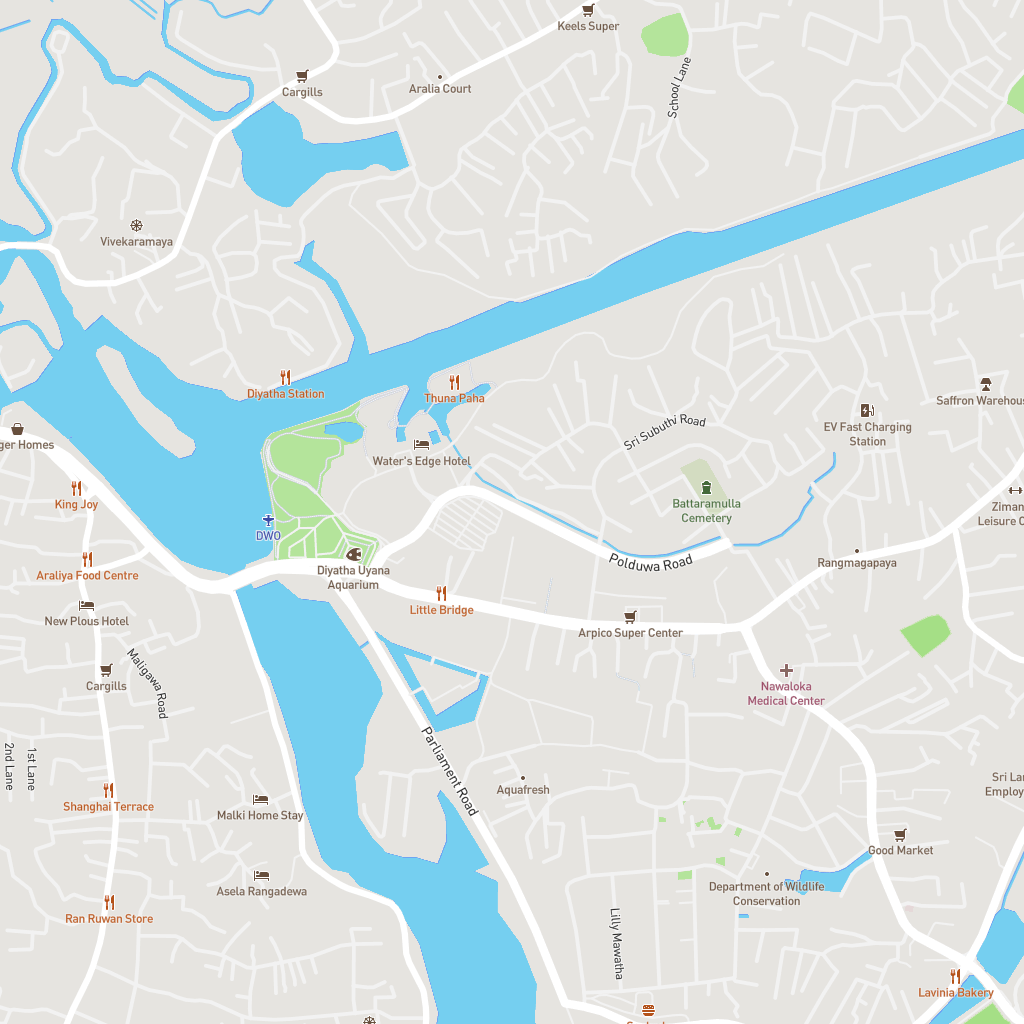 Keels Super
Cargills
Aralia Court
School Lane
Vivekaramaya
Diyatha Station
Thuna Paha
Saffron Warehous
Sri Subuthi Road
EV Fast Charging
Station
ger Homes
Water's Edge Hotel
King Joy
Battaramulla
Cemetery
Ziman
Leisure C
DWO
Polduwa Road
Rangmagapaya
Araliya Food Centre
Diyatha Uyana
Aquarium
Little Bridge
New Plous Hotel
Arpico Super Center
Maligawa Road
Cargills
Nawaloka
Medical Center
Parliament Road
1st Lane
2nd Lane
Aquafresh
Sri Lan
Employ
Shanghai Terrace
Malki Home Stay
Good Market
Asela Rangadewa
Department of Wildlife
Conservation
Ran Ruwan Store
Lilly Mawatha
Lavinia Bakery